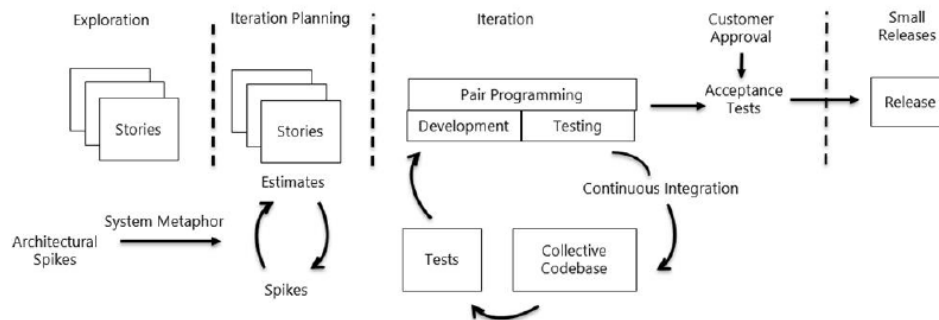 Exploration
Iteration Planning
Iteration
Customer
Approval
Small
Releases
Stories
Stories
Pair Programming
Development
Testing
Acceptance
Tests
Release
Estimates
Continuous Integration
System Metaphor
Architectural
Spikes
Tests
Collective
Codebase
Spikes